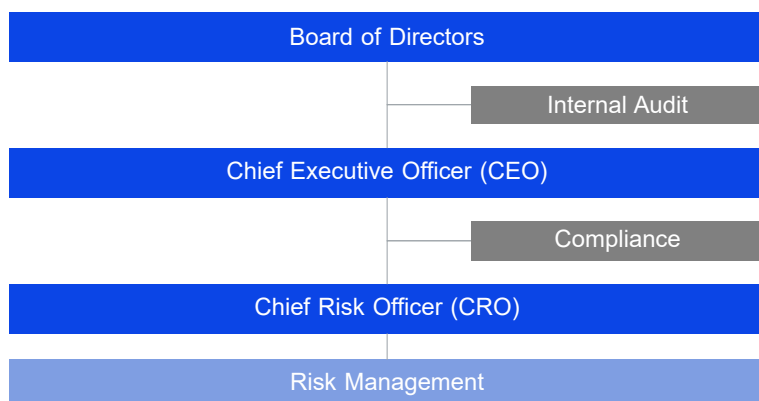 Board of Directors
Internal Audit
Chief Executive Officer (CEO)
Compliance
Chief Risk Officer (CRO)
Risk Management